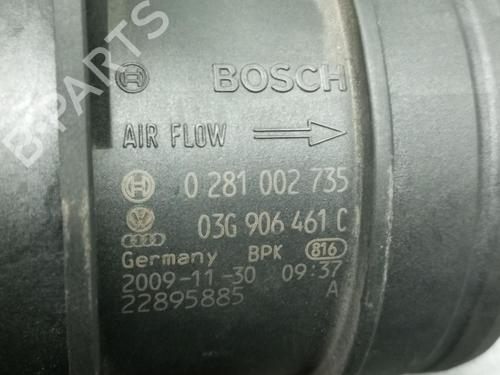 B-PARTS
BOSCH
AIR FLOW
0 281 002 735
03G 906 461 C
Germany BPK 816
2009-11-30 09:37
22895885 A